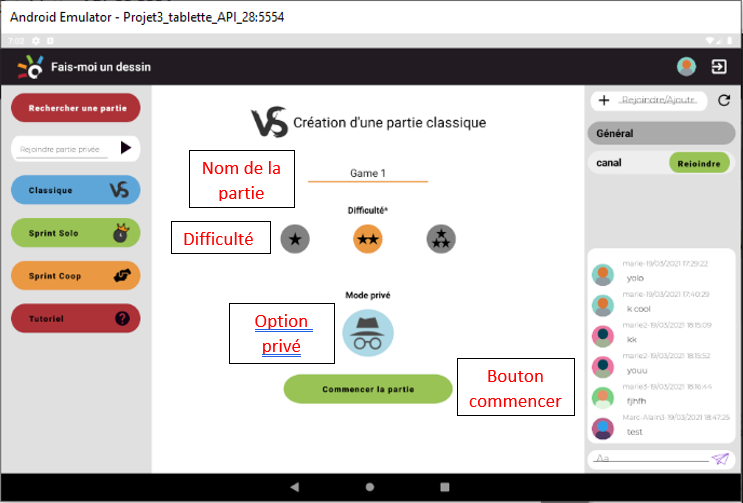 Android Emulator - Projet3_tablette_API_28:5554
7:02
Fais-moi un dessin
Rechercher une partie
Rejoindre partie privée
Classique
VS
Sprint Solo
Sprint Coop
Tutoriel
?
VS Création d'une partie classique
Nom de la
partie
Game 1
Difficulté*
Difficulté
Mode privé
Option
privé
Commencer la partie
Bouton
commencer
+ Rejoindre/Ajoutr
Général
canal
Rejoindre
marie-19/03/2021 17:29:22
yolo
marie-19/03/2021 17:40:29
k cool
marie2-19/03/2021 18:15:09
kk
marie2-19/03/2021 18:15:52
youu
marie3-19/03/2021 18:16:44
fjhfh
Marc-Alain3-19/03/2021 18:47:25
test
Aa